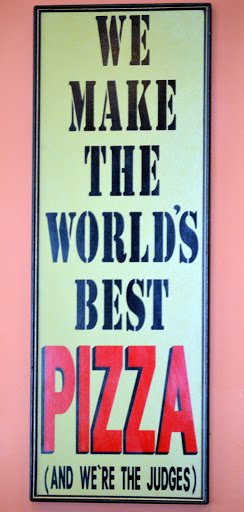 WE
MAKE
THE
WORLD'S
BEST
PIZZA
(AND WE'RE THE JUDGES)